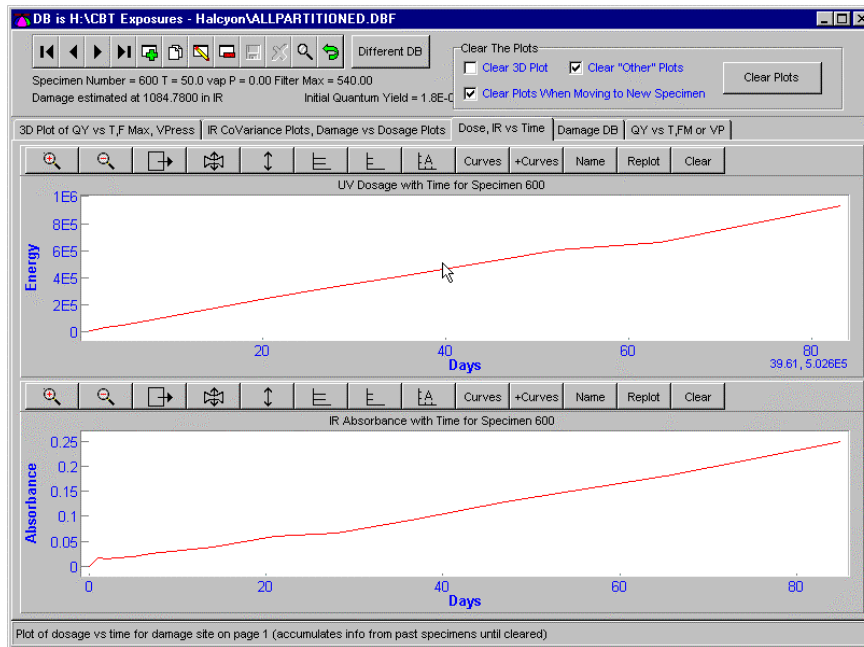 DB is H:\CBT Exposures - Halcyon\ALLPARTITIONED.DBF
Different DB
Clear The Plots
Clear 3D Plot
Clear "Other" Plots
Clear Plots When Moving to New Specimen
Clear Plots
Specimen Number = 600 T = 50.0 vap P = 0.00 Filter Max = 540.00
Damage estimated at 1084.7800 in IR Initial Quantum Yield = 1.8E-0
3D Plot of QY vs T,F Max, VPress IR CoVariance Plots, Damage vs Dosage Plots Dose, IR vs Time Damage DB QY vs T,FM or VP
Curves +Curves Name Replot Clear
UV Dosage with Time for Specimen 600
1E6
8E5
6E5
4E5
2E5
0
Energy
20 40 60 80
Days
39.61, 5.026E5
Curves +Curves Name Replot Clear
IR Absorbance with Time for Specimen 600
0.25
0.2
0.15
0.1
0.05
0
Absorbance
0 20 40 60 80
Days
Plot of dosage vs time for damage site on page 1 (accumulates info from past specimens until cleared)